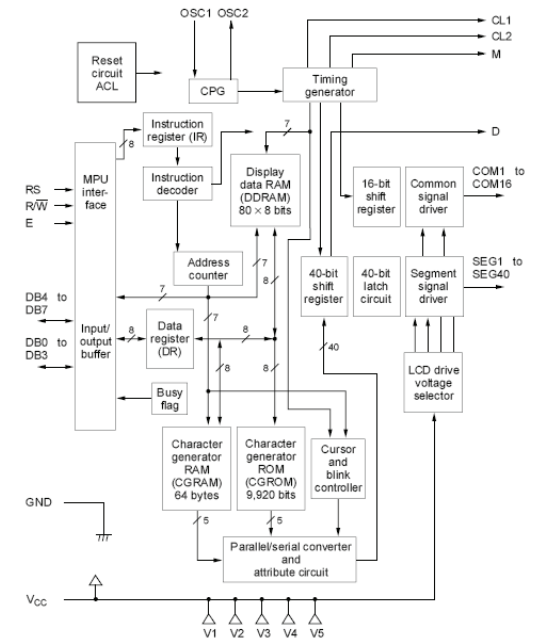 OSC1 OSC2
CL1
CL2
M
Reset
circuit
ACL
CPG
Timing
generator
7
D
8
Instruction
register (IR)
MPU
inter-
face
Instruction
decoder
Display
data RAM
(DDRAM)
80 × 8 bits
16-bit
shift
register
Common
signal
driver
COM1 to
COM16
RS
R/W̅
E
Address
counter
7
8
40-bit
shift
register
40-bit
latch
circuit
Segment
signal
driver
SEG1 to
SEG40
DB4 to
DB7
7
7
Input/
output
buffer
8
Data
register
(DR)
8
40
DB0 to
DB3
8
8
LCD drive
voltage
selector
Busy
flag
Character
generator
RAM
(CGRAM)
64 bytes
Character
generator
ROM
(CGROM)
9,920 bits
Cursor
and
blink
controller
GND
5
5
Parallel/serial converter
and
attribute circuit
VCC
V1 V2 V3 V4 V5